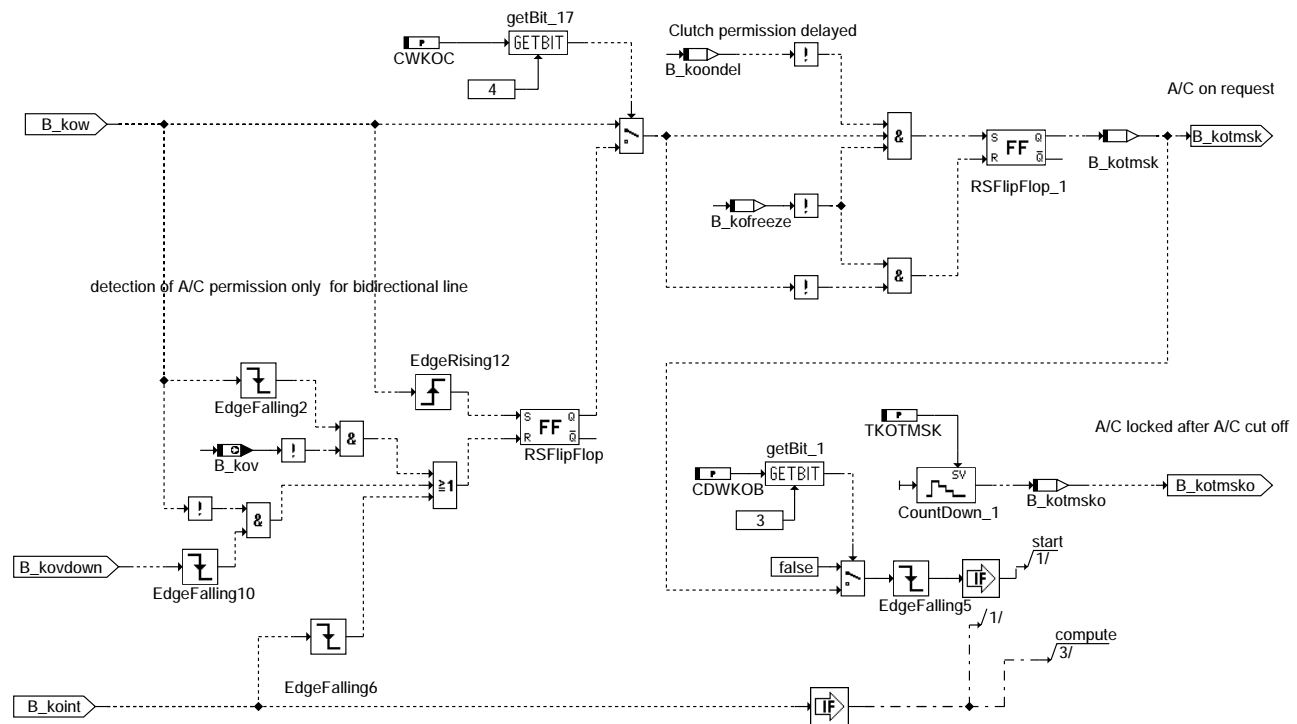 getBit_17
P
GETBIT
CWKOC
4
Clutch permission delayed
!
B_koondel
A/C on request
B_kow
&
S Q
R Q
FF
RSFlipFlop_1
B_kotmsk
B_kotmsk
!
B_kofreeze
detection of A/C permission only for bidirectional line
!
&
EdgeRising12
EdgeFalling2
S Q
R Q
FF
RSFlipFlop
P
TKOTMSK
A/C locked after A/C cut off
B_kov
!
&
getBit_1
P
GETBIT
CDWKOB
≥1
SV
CountDown_1
B_kotmsko
B_kotmsko
!
&
3
start
1/
B_kovdown
EdgeFalling10
false
IF
EdgeFalling5
1/
compute
3/
EdgeFalling6
B_koint
IF